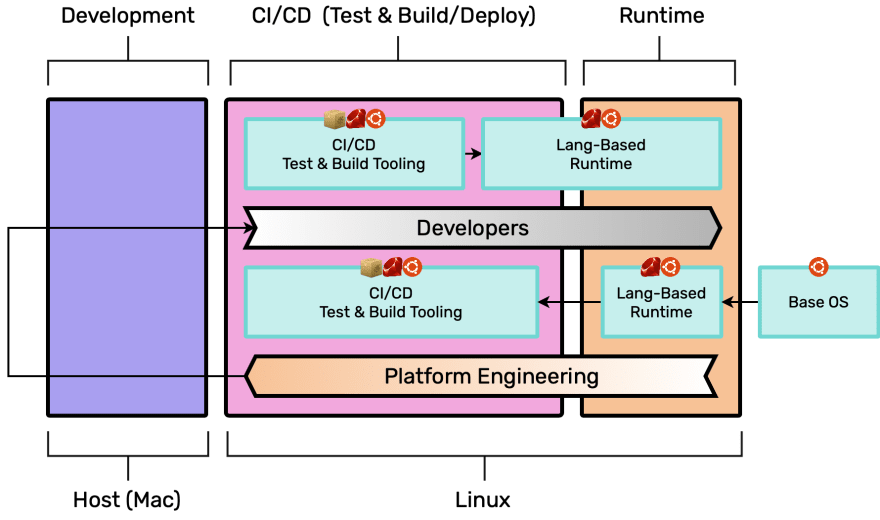 Development
CI/CD (Test & Build/Deploy)
Runtime
CI/CD
Test & Build Tooling
Lang-Based
Runtime
Developers
CI/CD
Test & Build Tooling
Lang-Based
Runtime
Base OS
Platform Engineering
Host (Mac)
Linux